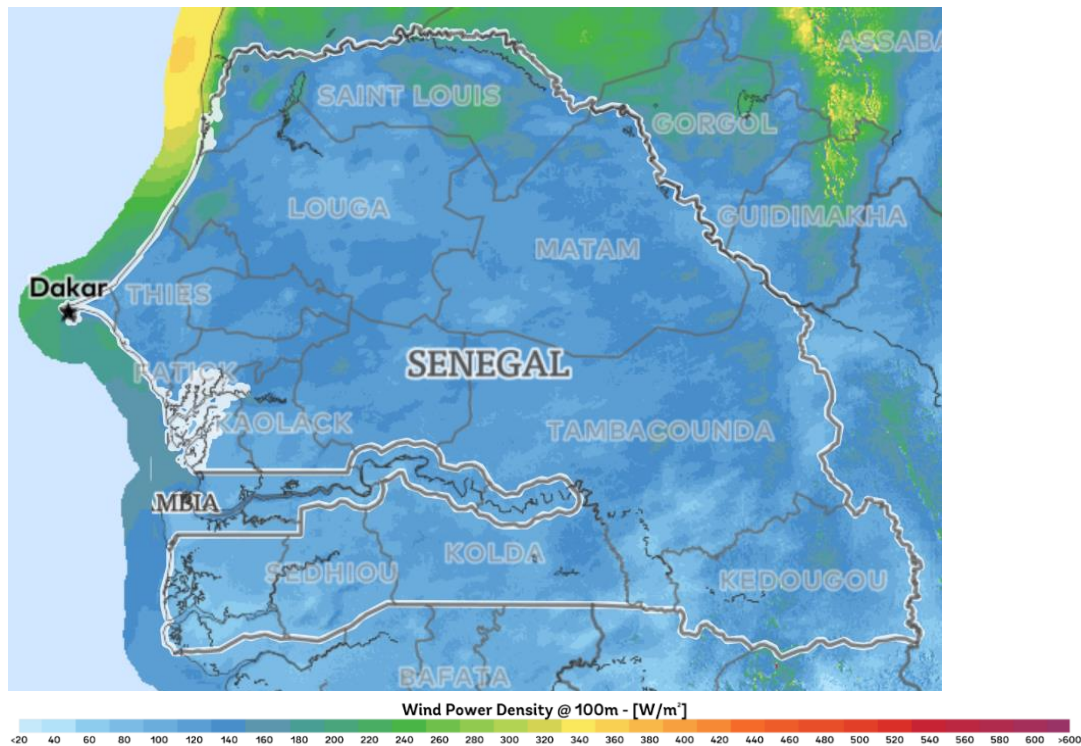 ASSABA
SAINT LOUIS
GORGOL
LOUGA
GUIDIMAKHA
MATAM
Dakar
THIES
SENEGAL
FATICK
KAOLACK
TAMBACOUNDA
AMBIA
KOLDA
SEDHIOU
KEDOUGOU
BAFATA
Wind Power Density @ 100m - [W/m²]
<20 40 60 80 100 120 140 160 180 200 220 240 260 280 300 320 340 360 380 400 420 440 460 480 500 520 540 560 580 600 >600